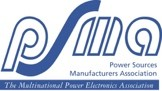 psma
Power Sources
Manufacturers Association
The Multinational Power Electronics Association